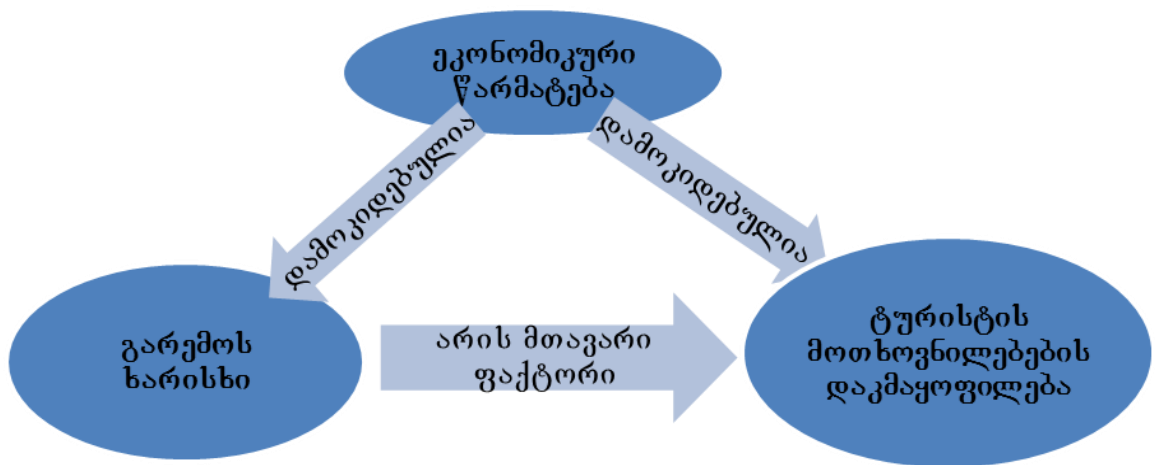 ეკონომიკური
წარმატება
დამოკიდებულია
დამოკიდებულია
გარემოს
ხარისხი
არის მთავარი
ფაქტორი
ტურისტის
მოთხოვნილებების
დაკმაყოფილება